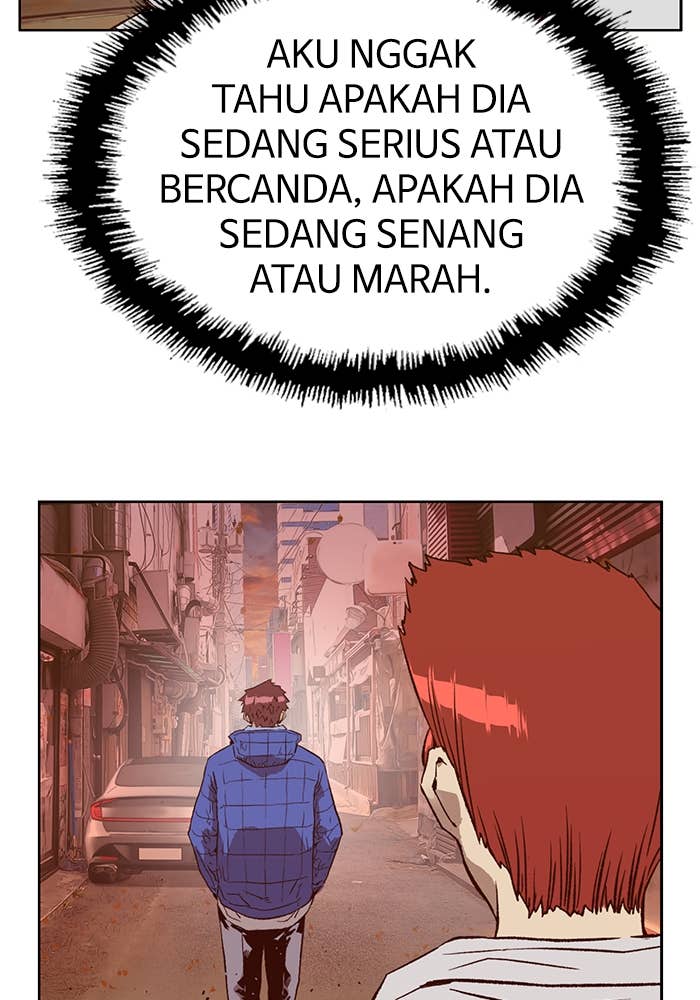 AKU NGGAK
TAHU APAKAH DIA
SEDANG SERIUS ATAU
BERCANDA, APAKAH DIA
SEDANG SENANG
ATAU MARAH.